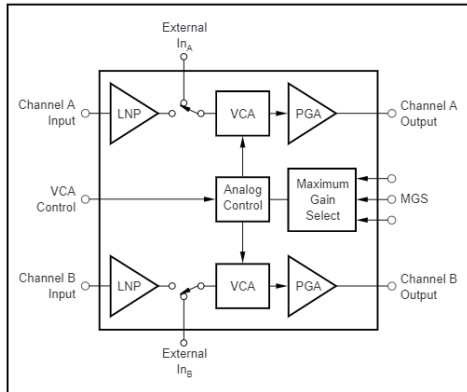 External
In_A
Channel A
Input
LNP
VCA
PGA
Channel A
Output
VCA
Control
Analog
Control
Maximum
Gain
Select
MGS
Channel B
Input
LNP
VCA
PGA
Channel B
Output
External
In_B